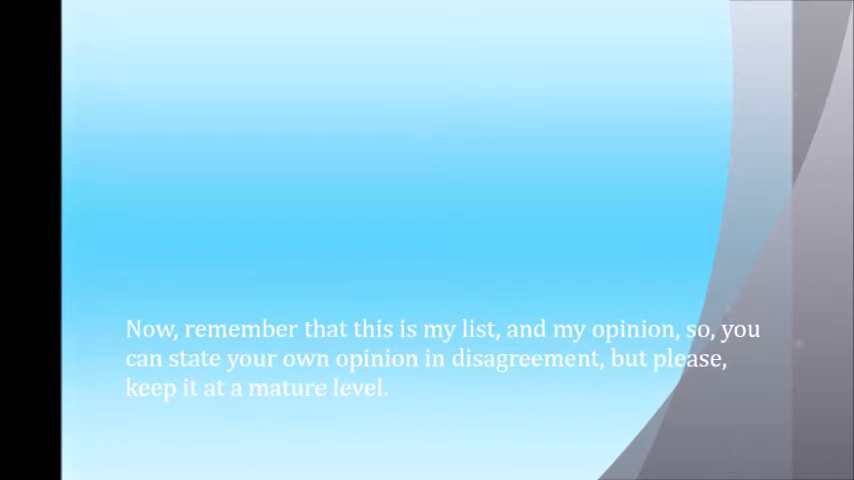 Now, remember that this is my list, and my opinion, so, you
can state your own opinion in disagreement, but please,
keep it at a mature level.